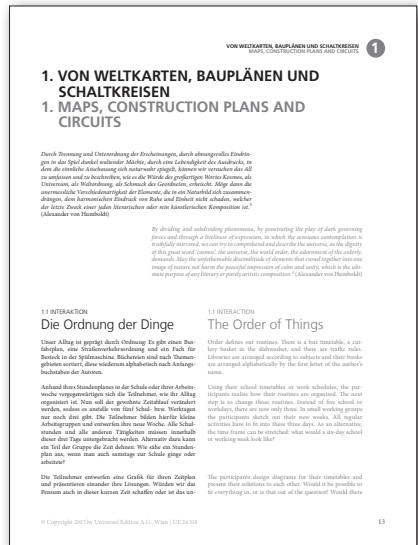 VON WELTKARTEN, BAUPLÄNEN UND SCHALTKREISEN
MAPS, CONSTRUCTION PLANS AND CIRCUITS
1
1. VON WELTKARTEN, BAUPLÄNEN UND
SCHALTKREISEN
1. MAPS, CONSTRUCTION PLANS AND
CIRCUITS
Durch Trennung und Unterordnung der Erscheinungen, durch ahnungsvolles Eindrin-
gen in das Spiel dunkel waltender Mächte, durch eine Lebendigkeit des Ausdrucks, in
dem die sinnliche Anschauung sich naturwahr spiegelt, können wir versuchen das All
zu umfassen und zu beschreiben, wie es die Würde des großartigen Wortes Kosmos, als
Universum, als Weltordnung, als Schmuck des Geordneten, erheischt. Möge dann die
unermessliche Verschiedenartigkeit der Elemente, die in ein Naturbild sich zusammen-
drängen, dem harmonischen Eindruck von Ruhe und Einheit nicht schaden, welcher
der letzte Zweck einer jeden literarischen oder rein künstlerischen Komposition ist.
(Alexander von Humboldt)
By dividing and subdividing phenomena, by penetrating the play of dark governing
forces and through a liveliness of expression, in which the sensuous contemplation is
truthfully mirrored, we can try to comprehend and describe the universe, as the dignity
of this great word 'cosmos', the universe, the world order, the adornment of the orderly,
demands. May the unfathomable dissimilitude of elements that crowd together into one
image of nature not harm the peaceful impression of calm and unity, which is the ulti-
mate purpose of any literary or purely artistic composition. (Alexander von Humboldt)
1.1 INTERAKTION
Die Ordnung der Dinge
Unser Alltag ist geprägt durch Ordnung: Es gibt einen Bus-
fahrplan, eine Straßenverkehrsordnung und ein Fach für
Besteck in der Spülmaschine. Büchereien sind nach Themen-
gebieten sortiert, diese wiederum alphabetisch nach Anfangs-
buchstaben der Autoren.
Anhand ihres Stundenplanes in der Schule oder ihrer Arbeits-
woche vergegenwärtigen sich die Teilnehmer, wie ihr Alltag
organisiert ist. Nun soll der gewohnte Zeitablauf verändert
werden, sodass es anstelle von fünf Schul- bzw. Werktagen
nur noch drei gibt. Die Teilnehmer bilden hierfür kleine
Arbeitsgruppen und entwerfen ihre neue Woche. Alle Schul-
stunden und alle anderen Tätigkeiten müssen innerhalb
dieser drei Tage untergebracht werden. Alternativ dazu kann
ein Teil der Gruppe die Zeit dehnen: Wie sähe ein Stunden-
plan aus, wenn man auch samstags zur Schule ginge oder
arbeitete?
Die Teilnehmer entwerfen eine Grafik für ihren Zeitplan
und präsentieren einander ihre Lösungen. Würden wir das
Pensum auch in dieser kurzen Zeit schaffen oder ist das un-
1.1 INTERACTION
The Order of Things
Order defines our routines. There is a bus timetable, a cut-
lery basket in the dishwasher, and there are traffic rules.
Libraries are arranged according to subjects and their books
are arranged alphabetically by the first letter of the author's
name.
Using their school timetables or work schedules, the par-
ticipants realise how their routines are organised. The next
step is to change these routines. Instead of five school or
workdays, there are now only three. In small working groups
the participants sketch out their new weeks. All regular
activities have to fit into these three days. As an alternative,
the time frame can be stretched: what would a six-day school
or working week look like?
The participants design diagrams for their timetables and
present their solutions to each other. Would it be possible to
fit everything in, or is that out of the question? Would there
© Copyright 2015 by Universal Edition A.G., Wien | UE 26 318
13